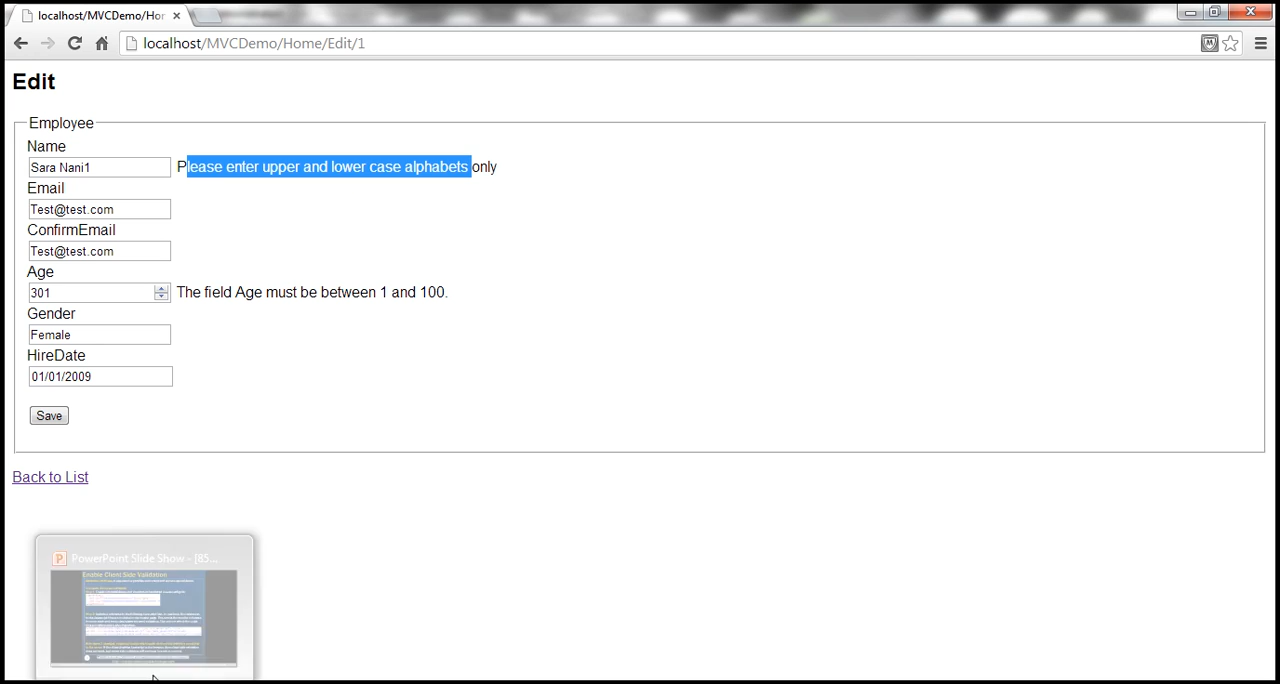 localhost/MVCDemo/Hor
localhost/MVCDemo/Home/Edit/1
Edit
Employee
Name
Sara Nani1 Please enter upper and lower case alphabets only
Email
Test@test.com
ConfirmEmail
Test@test.com
Age
301 The field Age must be between 1 and 100.
Gender
Female
HireDate
01/01/2009
Save
Back to List
PowerPoint Slide Show - [85...
Enable Client Side Validation